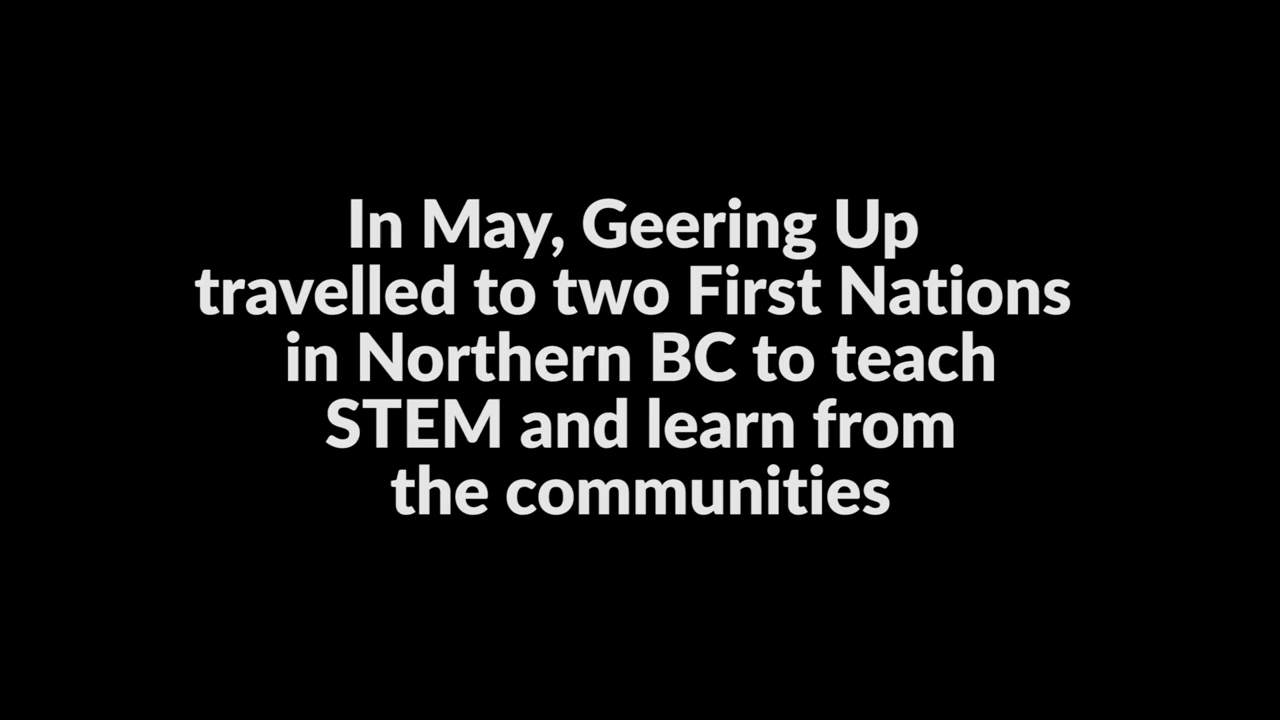 In May, Geering Up
travelled to two First Nations
in Northern BC to teach
STEM and learn from
the communities